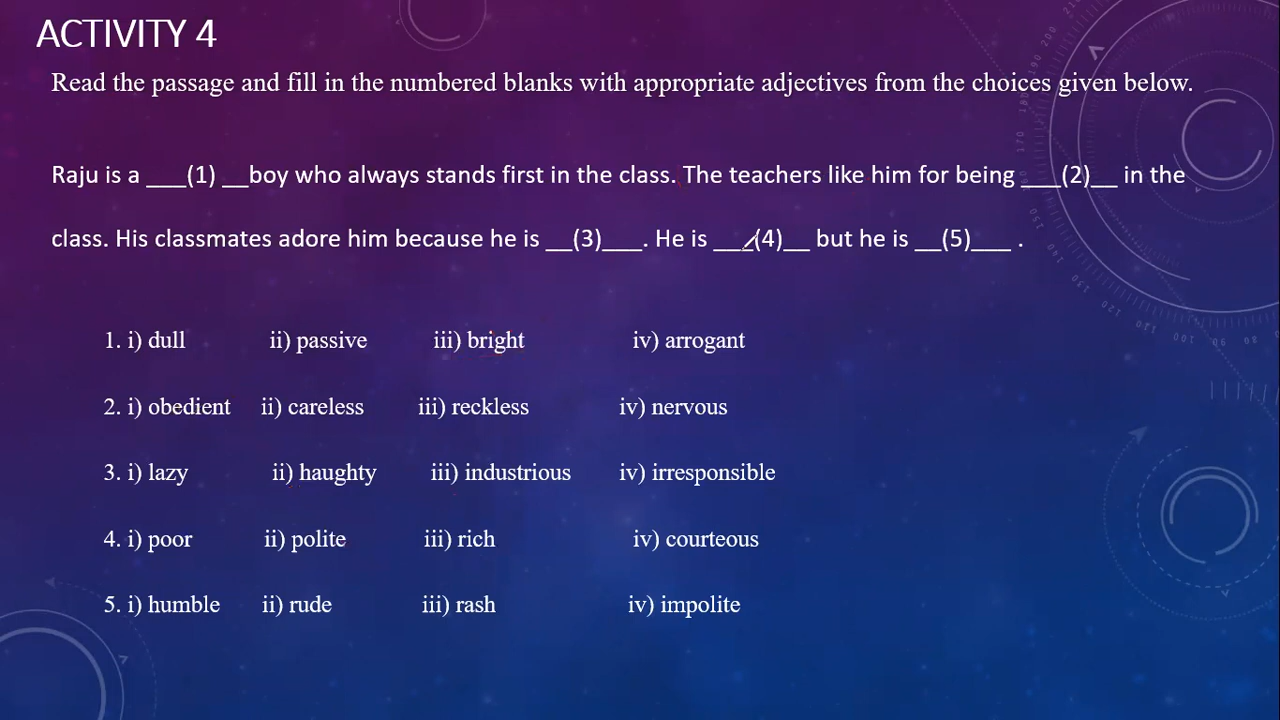 ACTIVITY 4
Read the passage and fill in the numbered blanks with appropriate adjectives from the choices given below.
Raju is a ___(1) __boy who always stands first in the class. The teachers like him for being ___(2)__ in the
class. His classmates adore him because he is __(3)___. He is ___(4)__ but he is __(5)___ .
1. i) dull ii) passive iii) bright iv) arrogant
2. i) obedient ii) careless iii) reckless iv) nervous
3. i) lazy ii) haughty iii) industrious iv) irresponsible
4. i) poor ii) polite iii) rich iv) courteous
5. i) humble ii) rude iii) rash iv) impolite